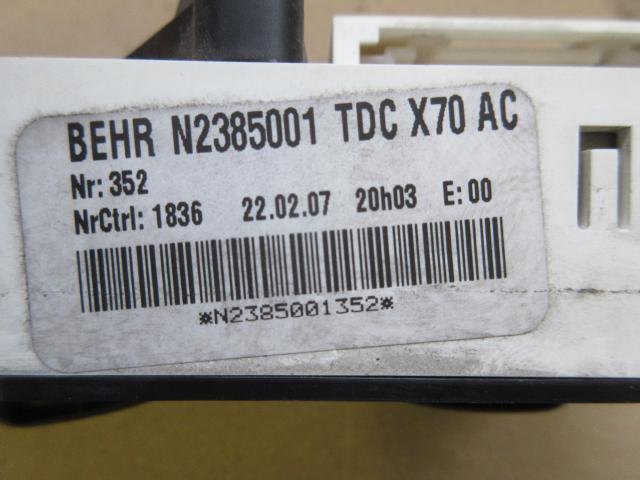 BEHR N2385001 TDC X70 AC
Nr: 352
NrCtrl: 1836 22.02.07 20h03 E: 00
*N2385001352*